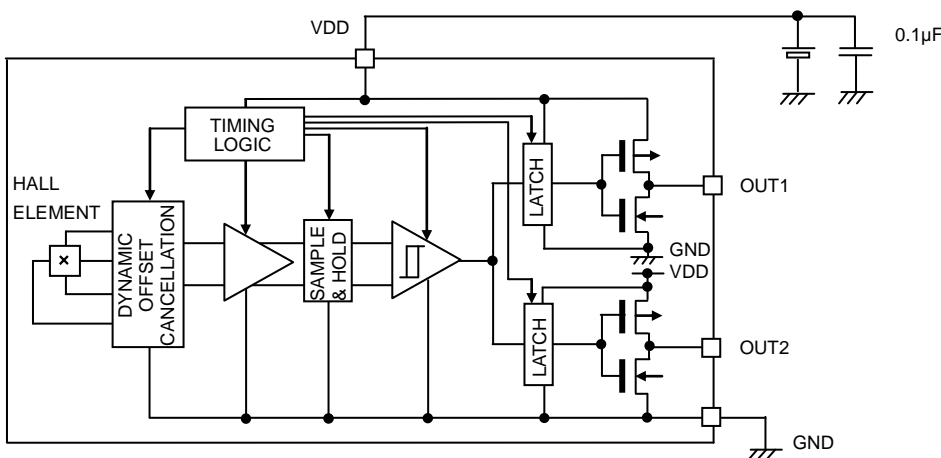 VDD
0.1µF
TIMING
LOGIC
HALL
ELEMENT
×
DYNAMIC
OFFSET
CANCELLATION
SAMPLE
& HOLD
LATCH
OUT1
GND
VDD
LATCH
OUT2
GND